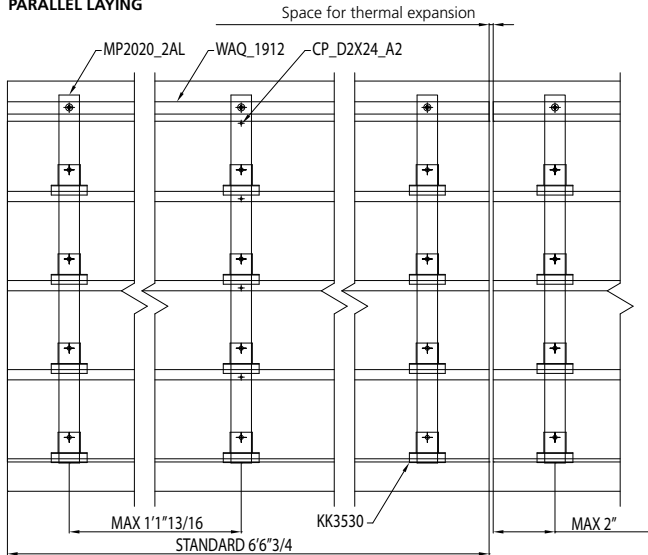 PARALLEL LAYING
Space for thermal expansion
MP2020_2AL
WAQ_1912
CP_D2X24_A2
MAX 1'1"13/16
KK3530
MAX 2"
STANDARD 6'6"3/4